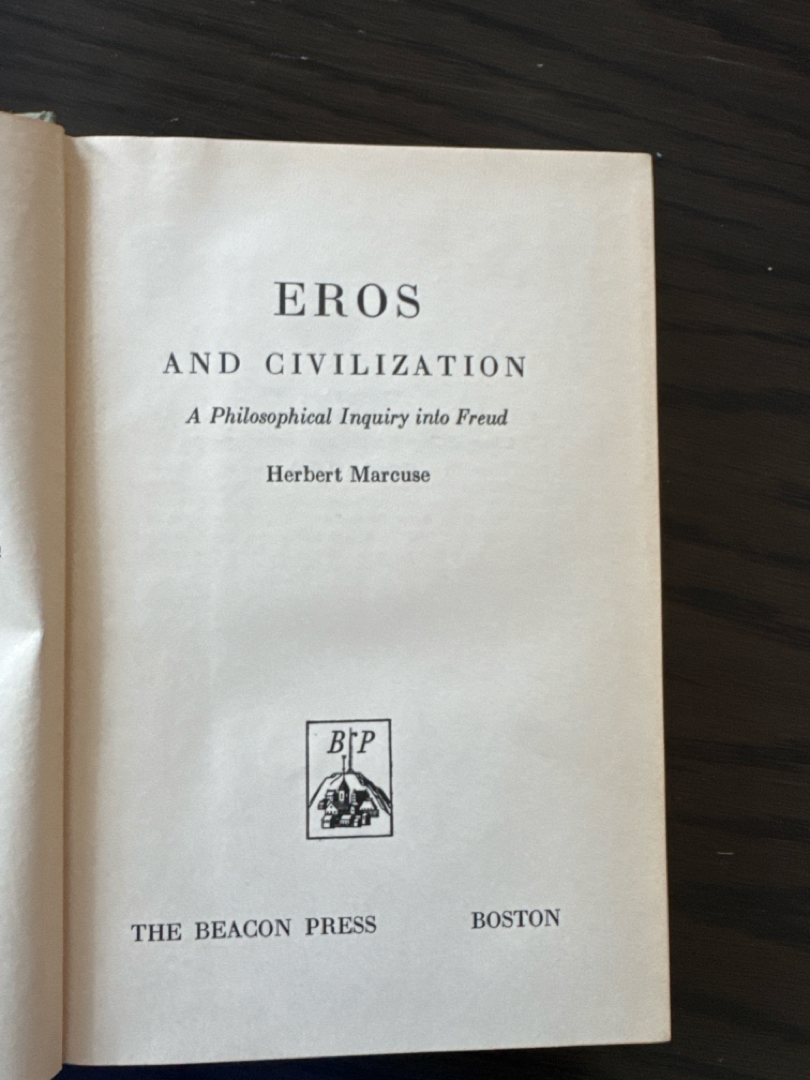 EROS
AND CIVILIZATION
A Philosophical Inquiry into Freud
Herbert Marcuse
B P
THE BEACON PRESS BOSTON